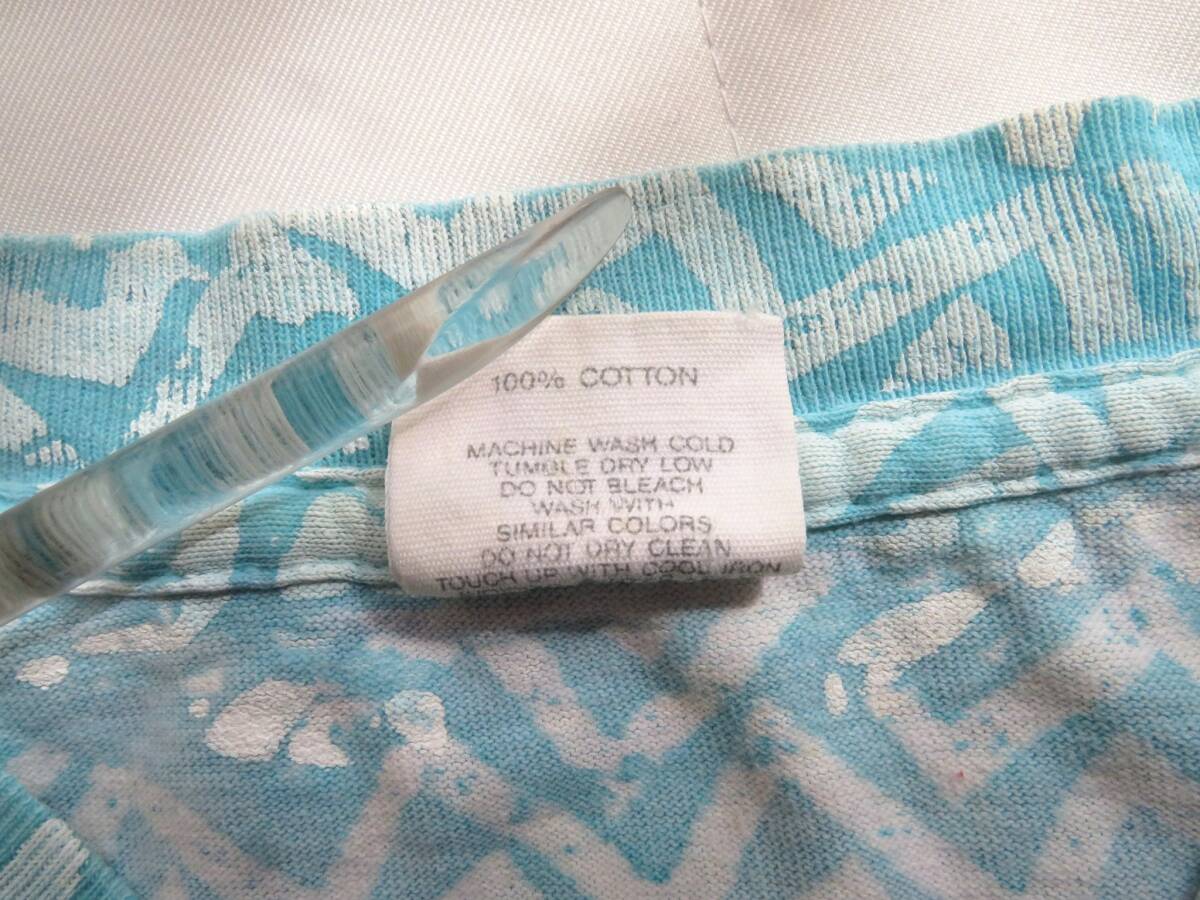 100% COTTON
MACHINE WASH COLD
TUMBLE DRY LOW
DO NOT BLEACH
WASH WITH
SIMILAR COLORS
DO NOT DRY CLEAN
TOUCH UP WITH COOL IRON